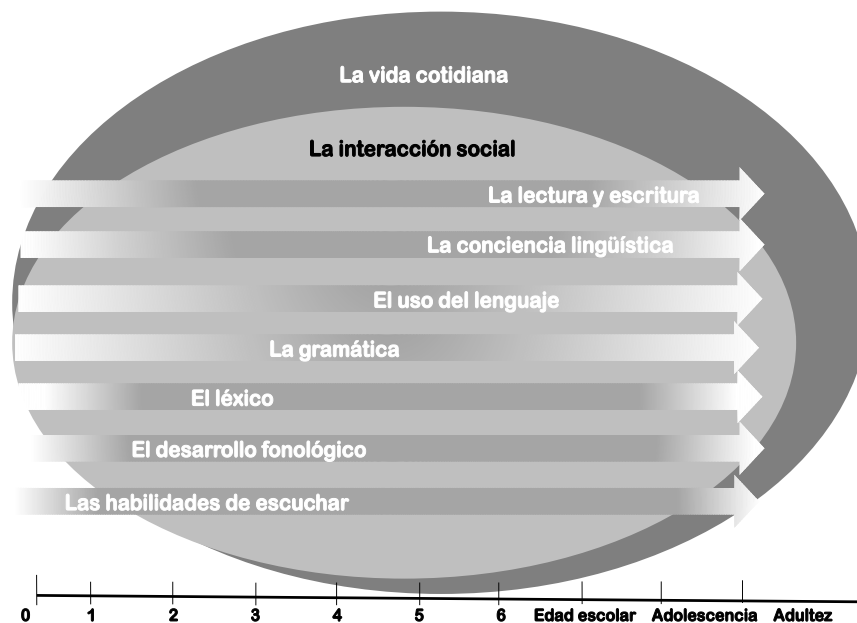 La vida cotidiana
La interacción social
La lectura y escritura
La conciencia lingüística
El uso del lenguaje
La gramática
El léxico
El desarrollo fonológico
Las habilidades de escuchar
0 1 2 3 4 5 6 Edad escolar Adolescencia Adultez